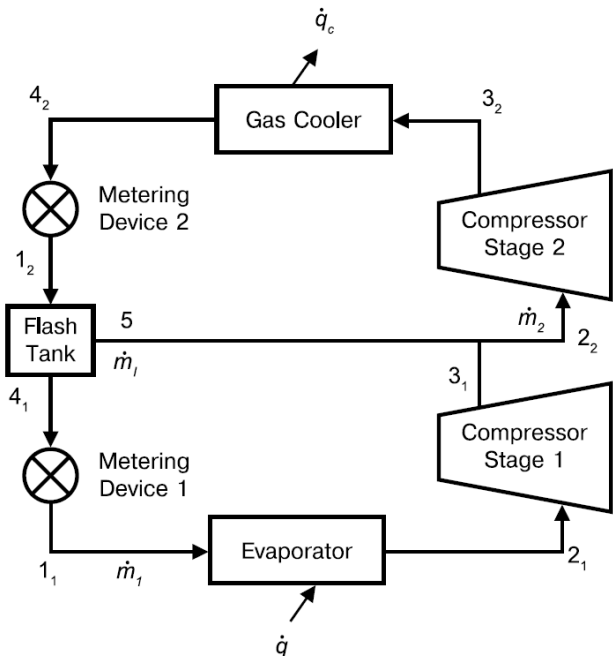 q̇c
4₂
Gas Cooler
3₂
Metering
Device 2
Compressor
Stage 2
1₂
Flash
Tank
5
ṁI
ṁ2
2₂
4₁
3₁
Metering
Device 1
Compressor
Stage 1
1₁
ṁ1
Evaporator
2₁
q̇